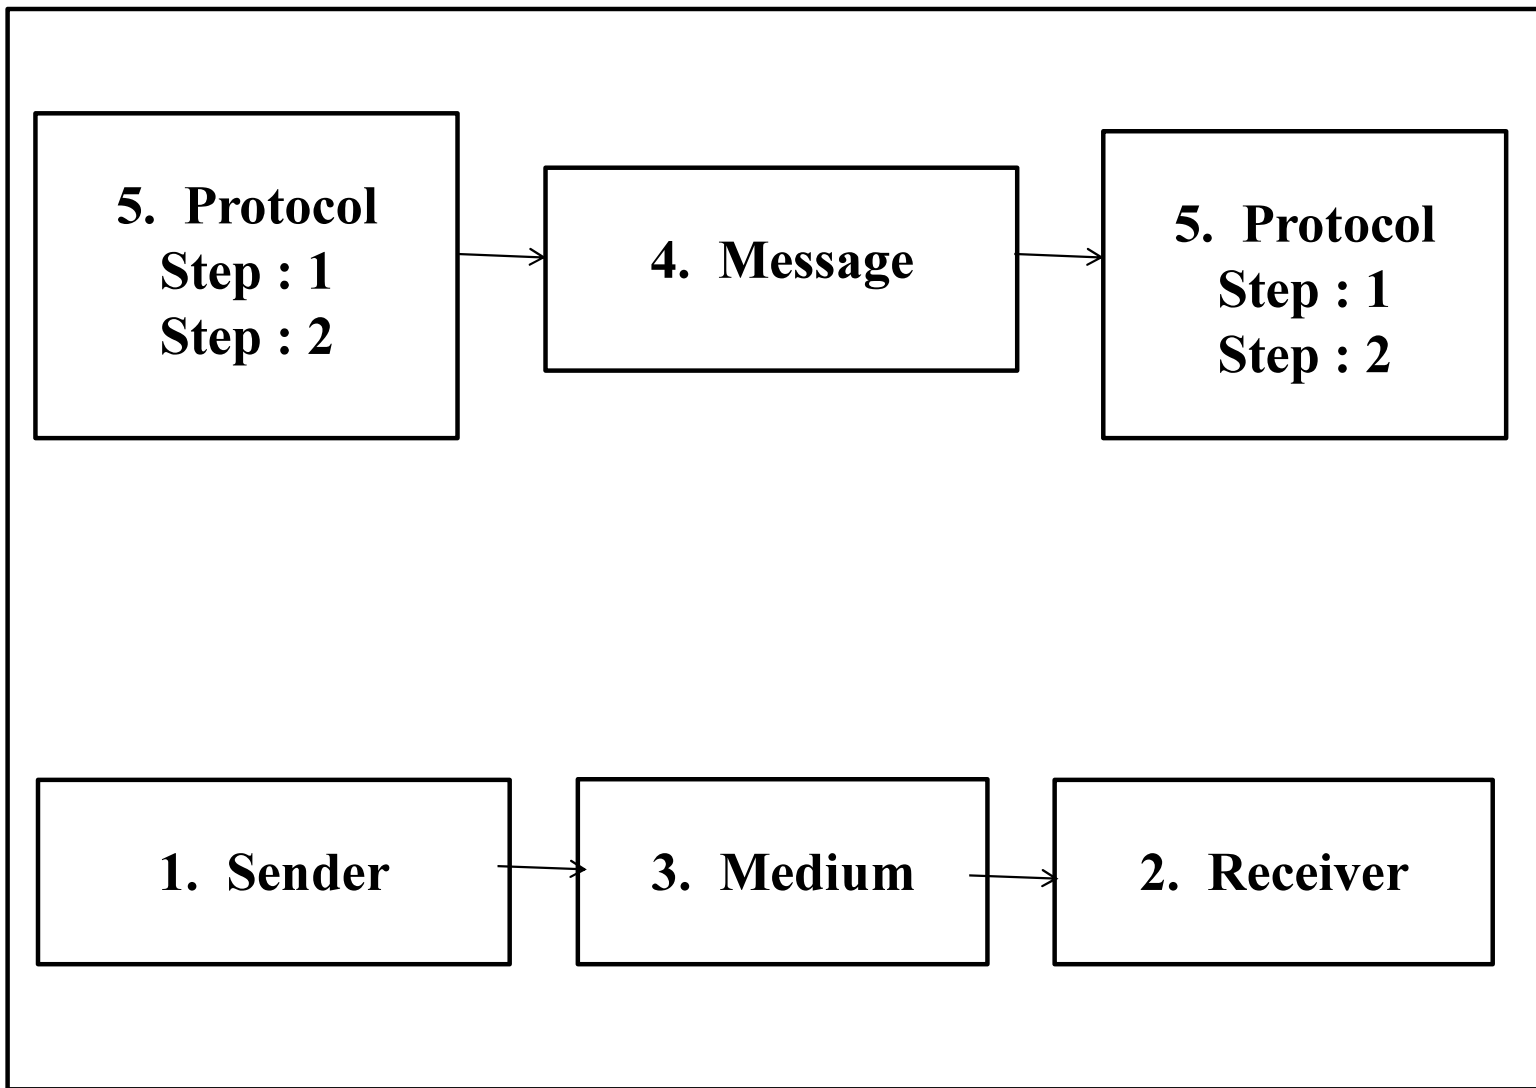 5. Protocol
Step : 1
Step : 2
4. Message
5. Protocol
Step : 1
Step : 2
1. Sender
3. Medium
2. Receiver